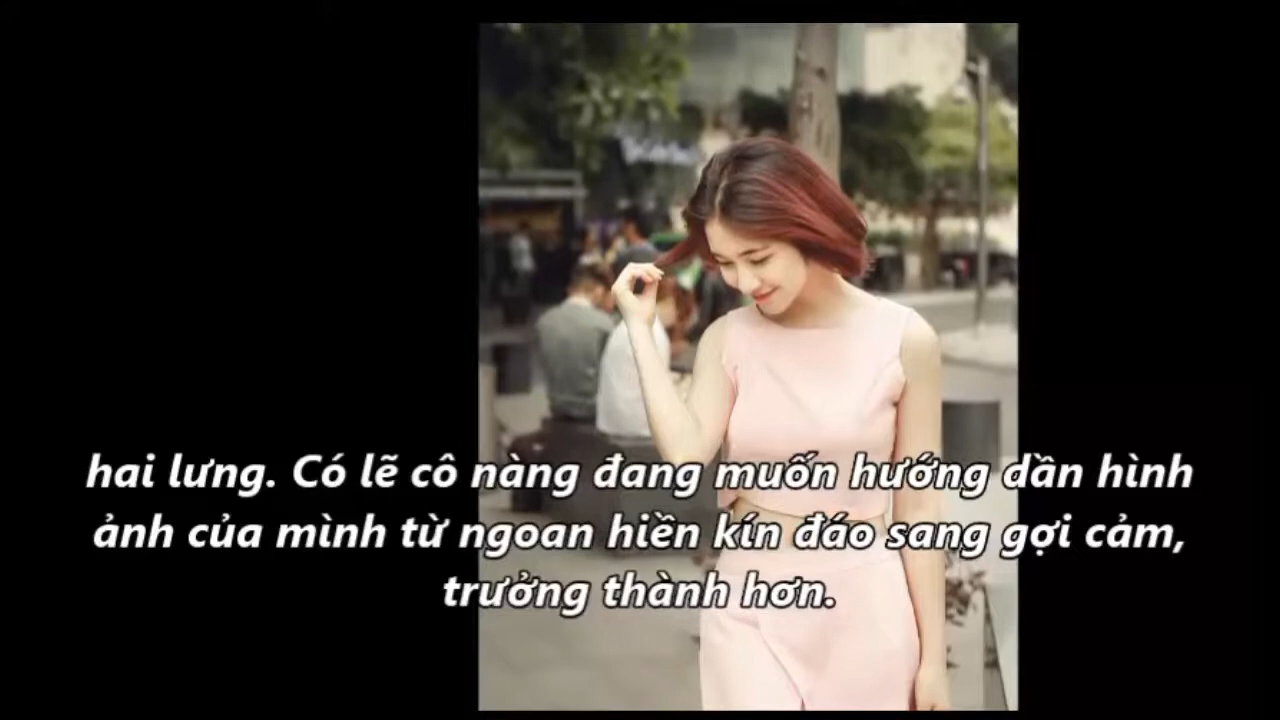 hai lưng. Có lẽ cô nàng đang muốn hướng dần hình
ảnh của mình từ ngoan hiền kín đáo sang gợi cảm,
trưởng thành hơn.